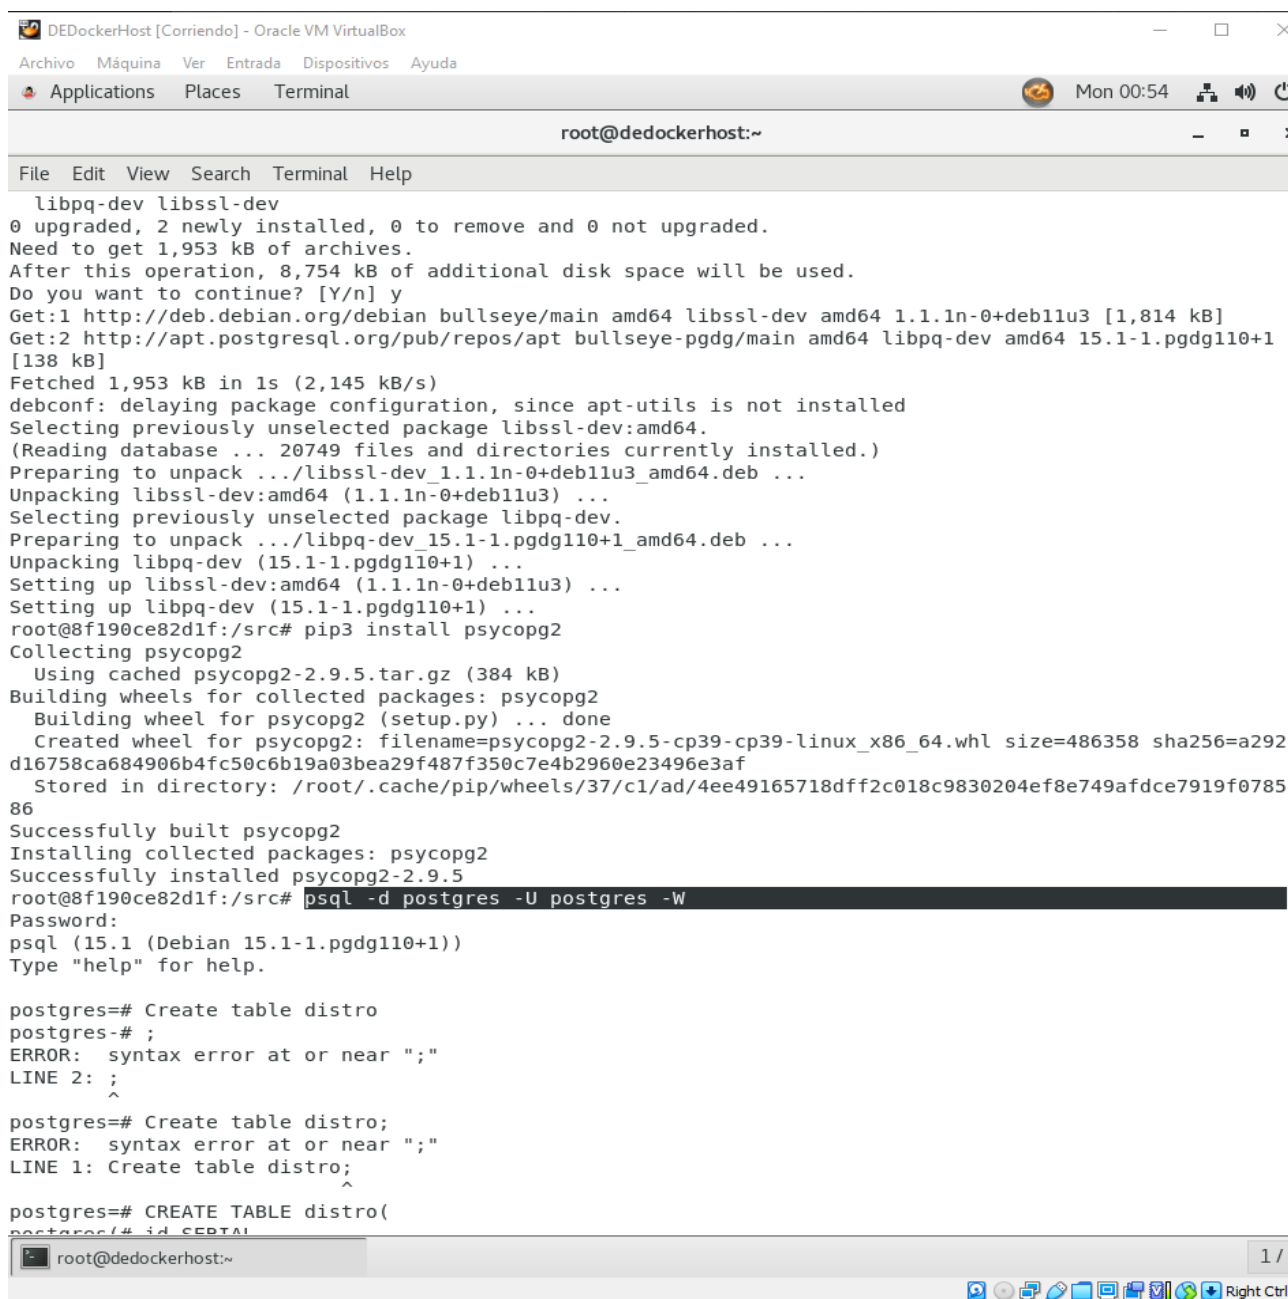 DEDockerHost [Corriendo] - Oracle VM VirtualBox
Archivo Máquina Ver Entrada Dispositivos Ayuda
Applications Places Terminal Mon 00:54
root@dedockerhost:~
File Edit View Search Terminal Help
libpq-dev libssl-dev
0 upgraded, 2 newly installed, 0 to remove and 0 not upgraded.
Need to get 1,953 kB of archives.
After this operation, 8,754 kB of additional disk space will be used.
Do you want to continue? [Y/n] y
Get:1 http://deb.debian.org/debian bullseye/main amd64 libssl-dev amd64 1.1.1n-0+deb11u3 [1,814 kB]
Get:2 http://apt.postgresql.org/pub/repos/apt bullseye-pgdg/main amd64 libpq-dev amd64 15.1-1.pgdg110+1
[138 kB]
Fetched 1,953 kB in 1s (2,145 kB/s)
debconf: delaying package configuration, since apt-utils is not installed
Selecting previously unselected package libssl-dev:amd64.
(Reading database ... 20749 files and directories currently installed.)
Preparing to unpack .../libssl-dev_1.1.1n-0+deb11u3_amd64.deb ...
Unpacking libssl-dev:amd64 (1.1.1n-0+deb11u3) ...
Selecting previously unselected package libpq-dev.
Preparing to unpack .../libpq-dev_15.1-1.pgdg110+1_amd64.deb ...
Unpacking libpq-dev (15.1-1.pgdg110+1) ...
Setting up libssl-dev:amd64 (1.1.1n-0+deb11u3) ...
Setting up libpq-dev (15.1-1.pgdg110+1) ...
root@8f190ce82d1f:/src# pip3 install psycopg2
Collecting psycopg2
Using cached psycopg2-2.9.5.tar.gz (384 kB)
Building wheels for collected packages: psycopg2
Building wheel for psycopg2 (setup.py) ... done
Created wheel for psycopg2: filename=psycopg2-2.9.5-cp39-cp39-linux_x86_64.whl size=486358 sha256=a292
d16758ca684906b4fc50c6b19a03bea29f487f350c7e4b2960e23496e3af
Stored in directory: /root/.cache/pip/wheels/37/c1/ad/4ee49165718dff2c018c9830204ef8e749afdce7919f0785
86
Successfully built psycopg2
Installing collected packages: psycopg2
Successfully installed psycopg2-2.9.5
root@8f190ce82d1f:/src# psql -d postgres -U postgres -W
Password:
psql (15.1 (Debian 15.1-1.pgdg110+1))
Type "help" for help.
postgres=# Create table distro
postgres-# ;
ERROR:  syntax error at or near ";"
LINE 2: ;
^
postgres=# Create table distro;
ERROR:  syntax error at or near ";"
LINE 1: Create table distro;
^
postgres=# CREATE TABLE distro(
postgres(# id SERIAL
root@dedockerhost:~ 1 /
Right Ctrl